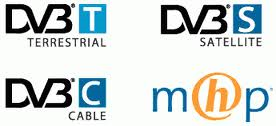 DVB® T
TERRESTRIAL
DVB® S
SATELLITE
DVB® C
CABLE
mhp